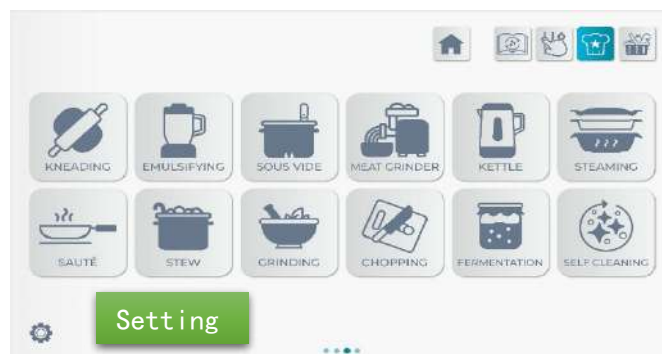 KNEADING EMULSIFYING SOUS VIDE MEAT GRINDER KETTLE STEAMING
SAUTÉ STEW GRINDING CHOPPING FERMENTATION SELF CLEANING
Setting